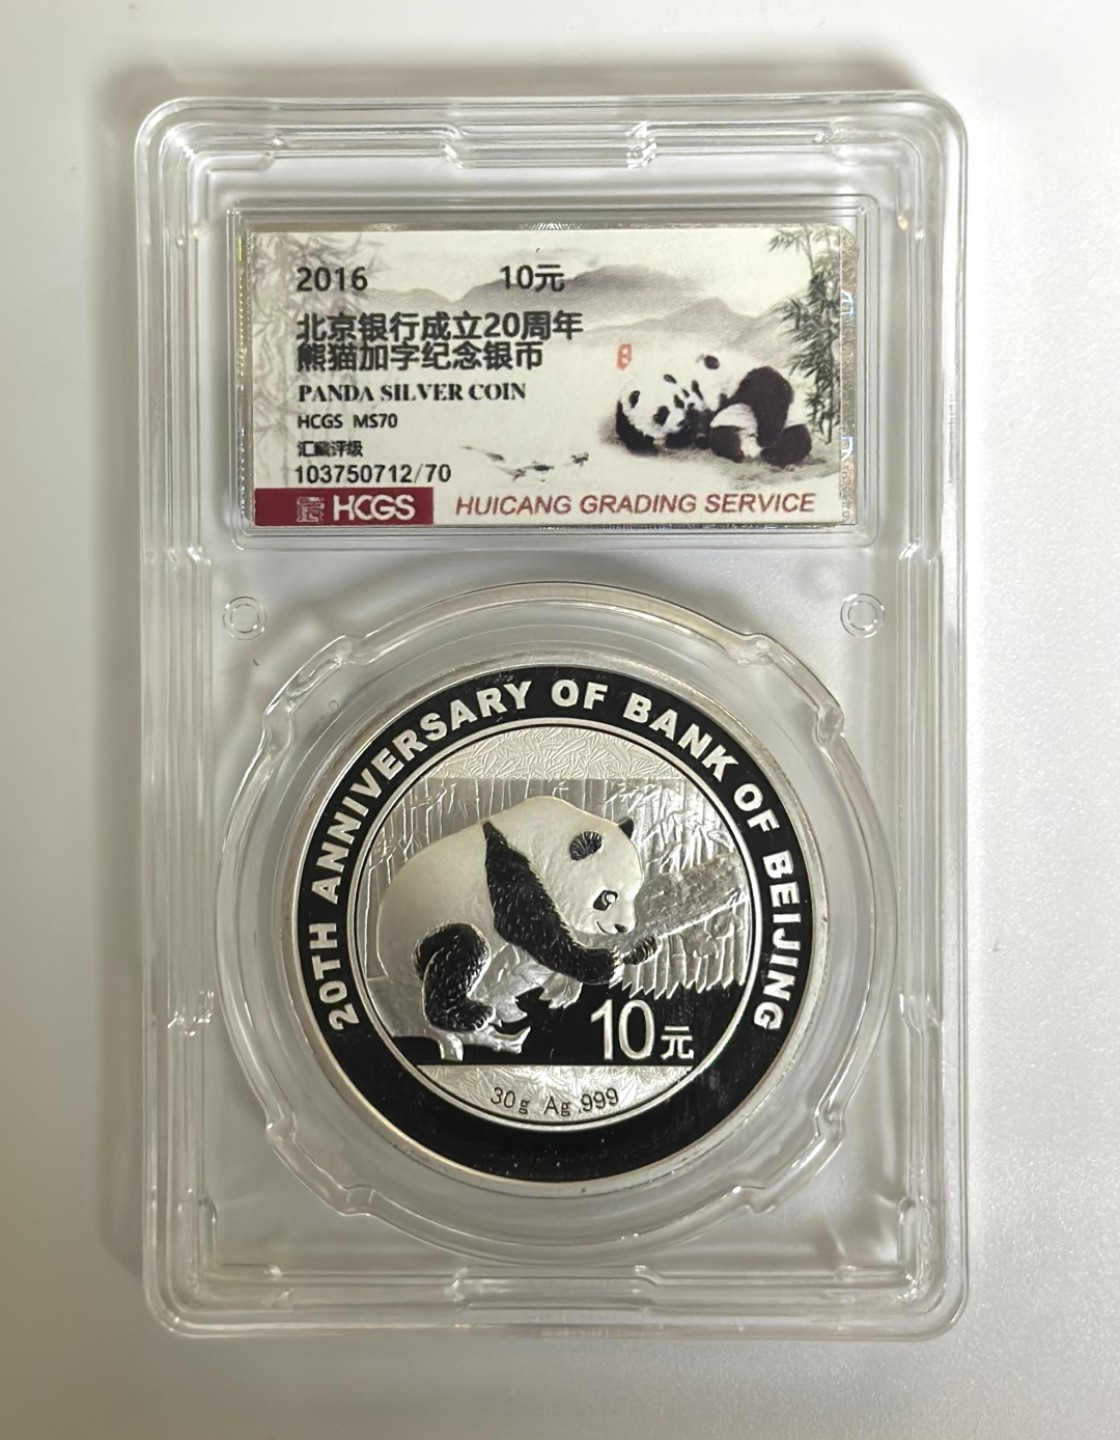 2016 10元
北京银行成立20周年
熊猫加字纪念银币
PANDA SILVER COIN
HCGS MS70
汇藏评级
103750712/70
HCGS HUICANG GRADING SERVICE
20TH ANNIVERSARY OF BANK OF BEIJING
10元
30g Ag .999